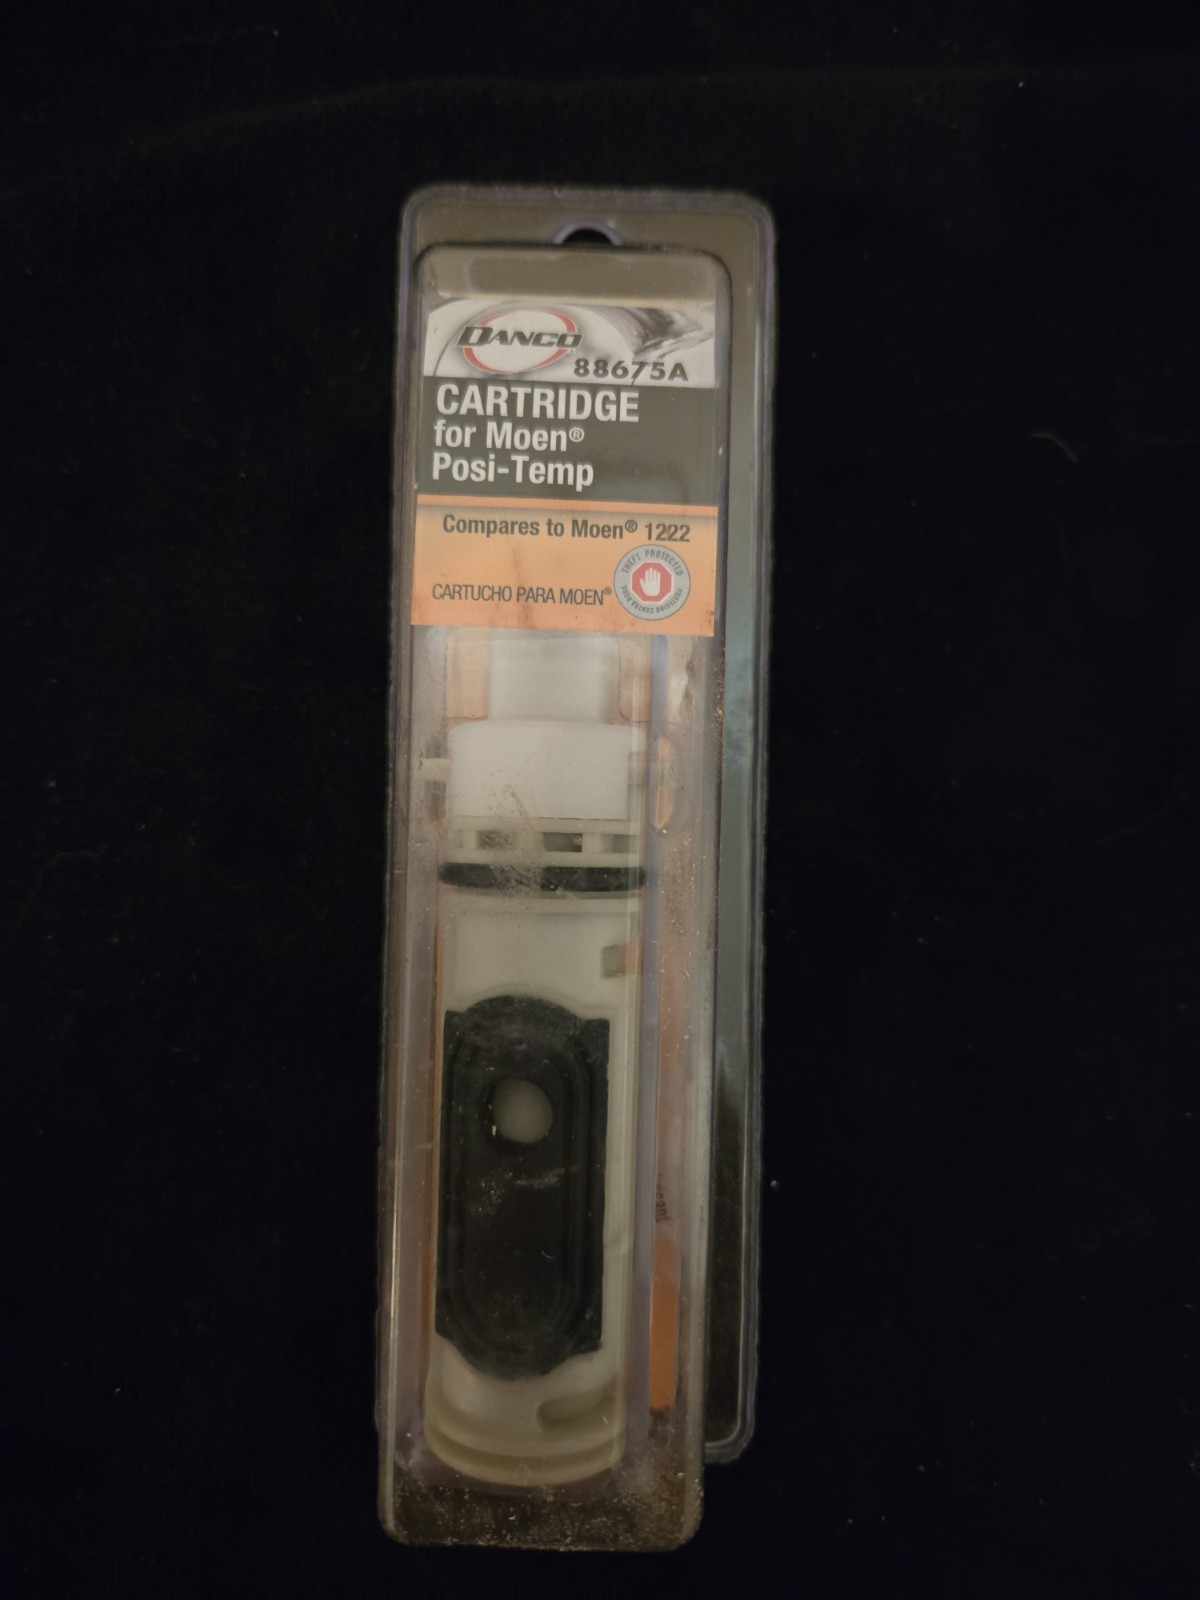 DANCO
88675A
CARTRIDGE
for Moen®
Posi-Temp
Compares to Moen® 1222
THEFT PROTECTED
CARTUCHO PARA MOEN®